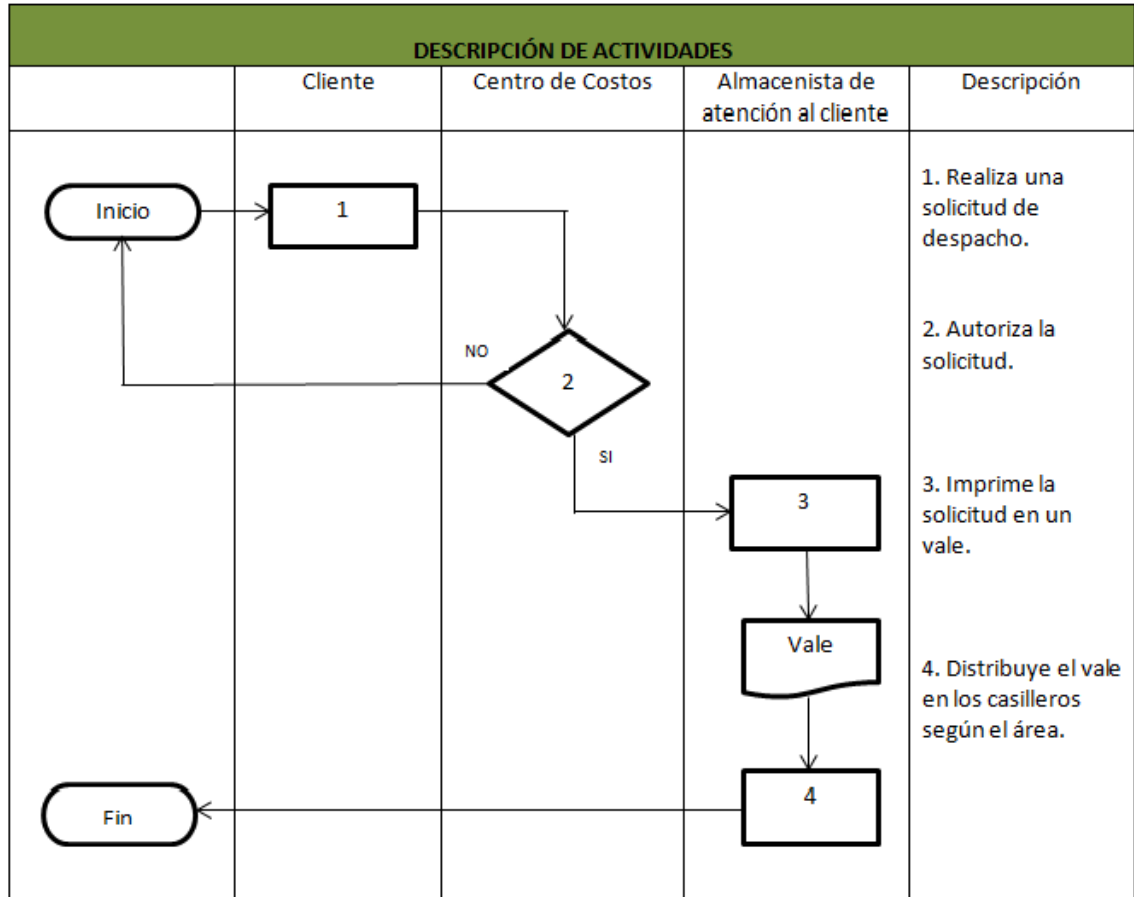 DESCRIPCIÓN DE ACTIVIDADES
Cliente
Centro de Costos
Almacenista de
atención al cliente
Descripción
Inicio
1
1. Realiza una
solicitud de
despacho.
NO
2
SI
2. Autoriza la
solicitud.
3
3. Imprime la
solicitud en un
vale.
Vale
4. Distribuye el vale
en los casilleros
según el área.
4
Fin